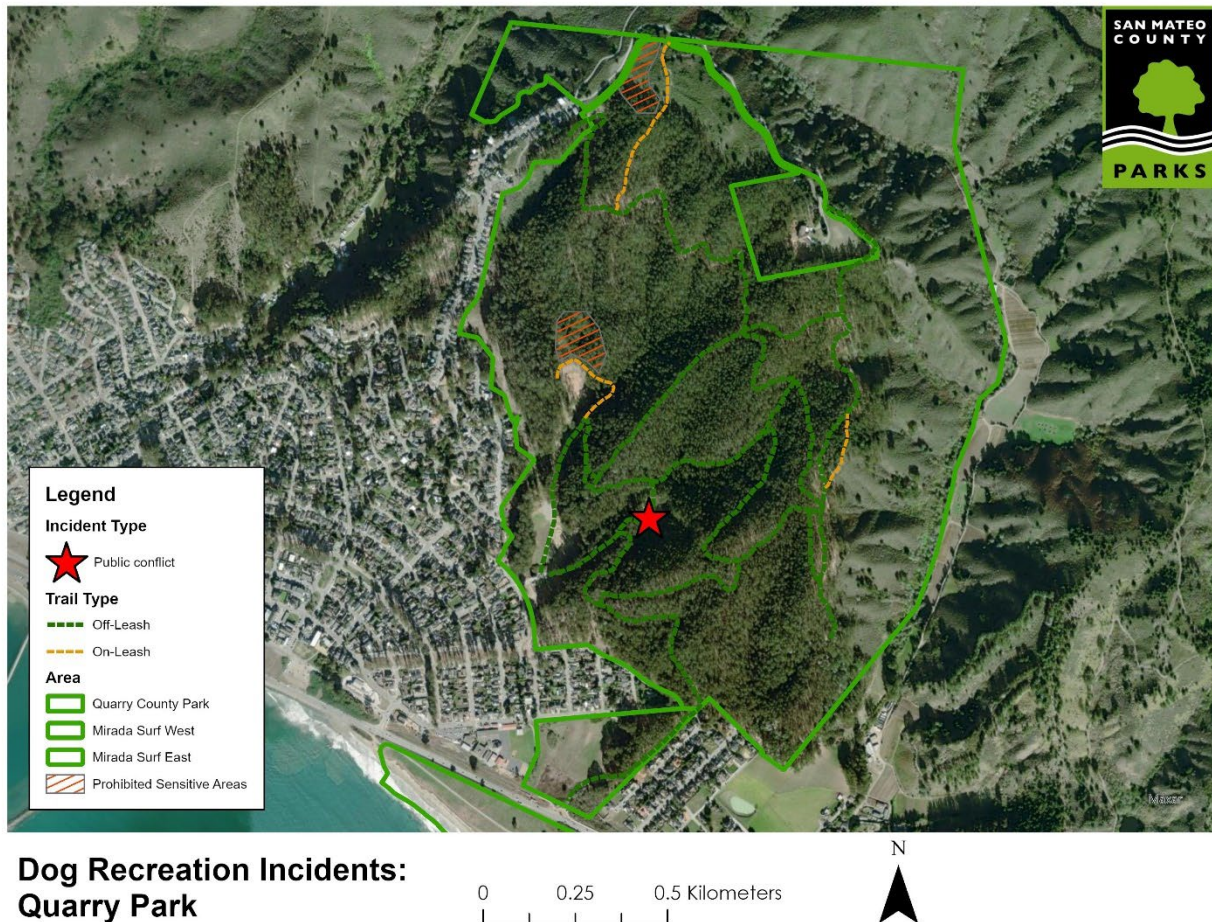 SAN MATEO
COUNTY
PARKS
Legend
Incident Type
Public conflict
Trail Type
Off-Leash
On-Leash
Area
Quarry County Park
Mirada Surf West
Mirada Surf East
Prohibited Sensitive Areas
Maxar
Dog Recreation Incidents:
Quarry Park
0 0.25 0.5 Kilometers
N